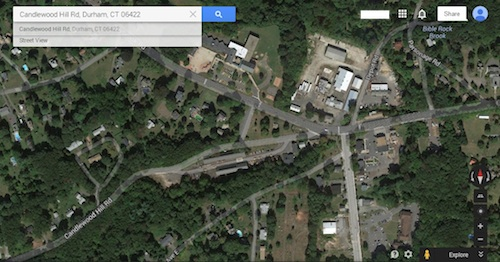 Candlewood Hill Rd, Durham, CT 06422
Candlewood Hill Rd, Durham, CT 06422
Street View
Share
Bible Rock
Brook
Candlewood Hill Rd
Explore